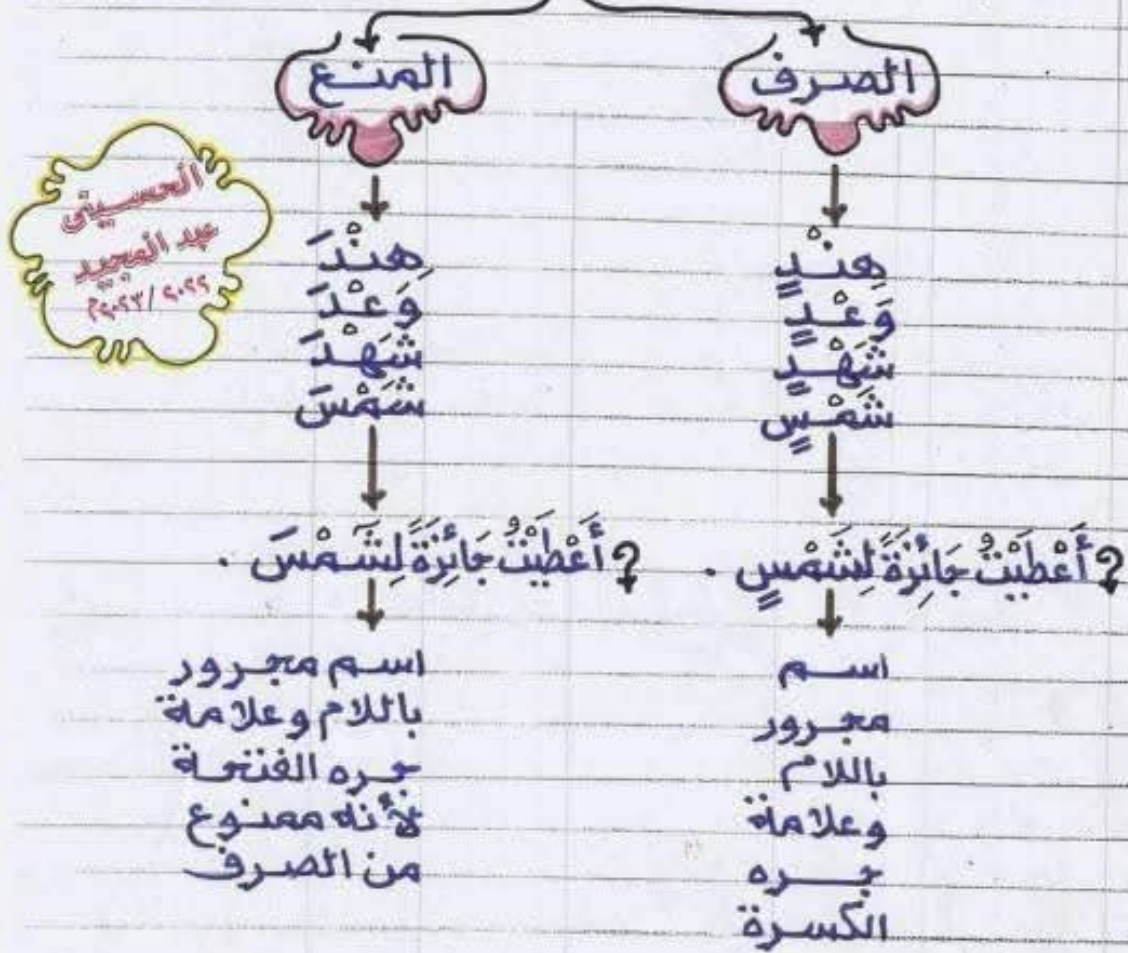 الصرف
المنع
الحسيني
عبد المجيد
٢٠٢٢ / ٢٠٢٣م
هِنْدٍ
وَعْدٍ
شَهْدٍ
شَمْسٍ
هِنْدَ
وَعْدَ
شَهْدَ
شَمْسَ
أَعْطَيْتُ جَائِزَةً لِشَمْسٍ .
أَعْطَيْتُ جَائِزَةً لِشَمْسَ .
اسم
مجرور
باللام
وعلامة
جره
الكسرة
اسم مجرور
باللام وعلامة
جره الفتحة
لأنه ممنوع
من الصرف